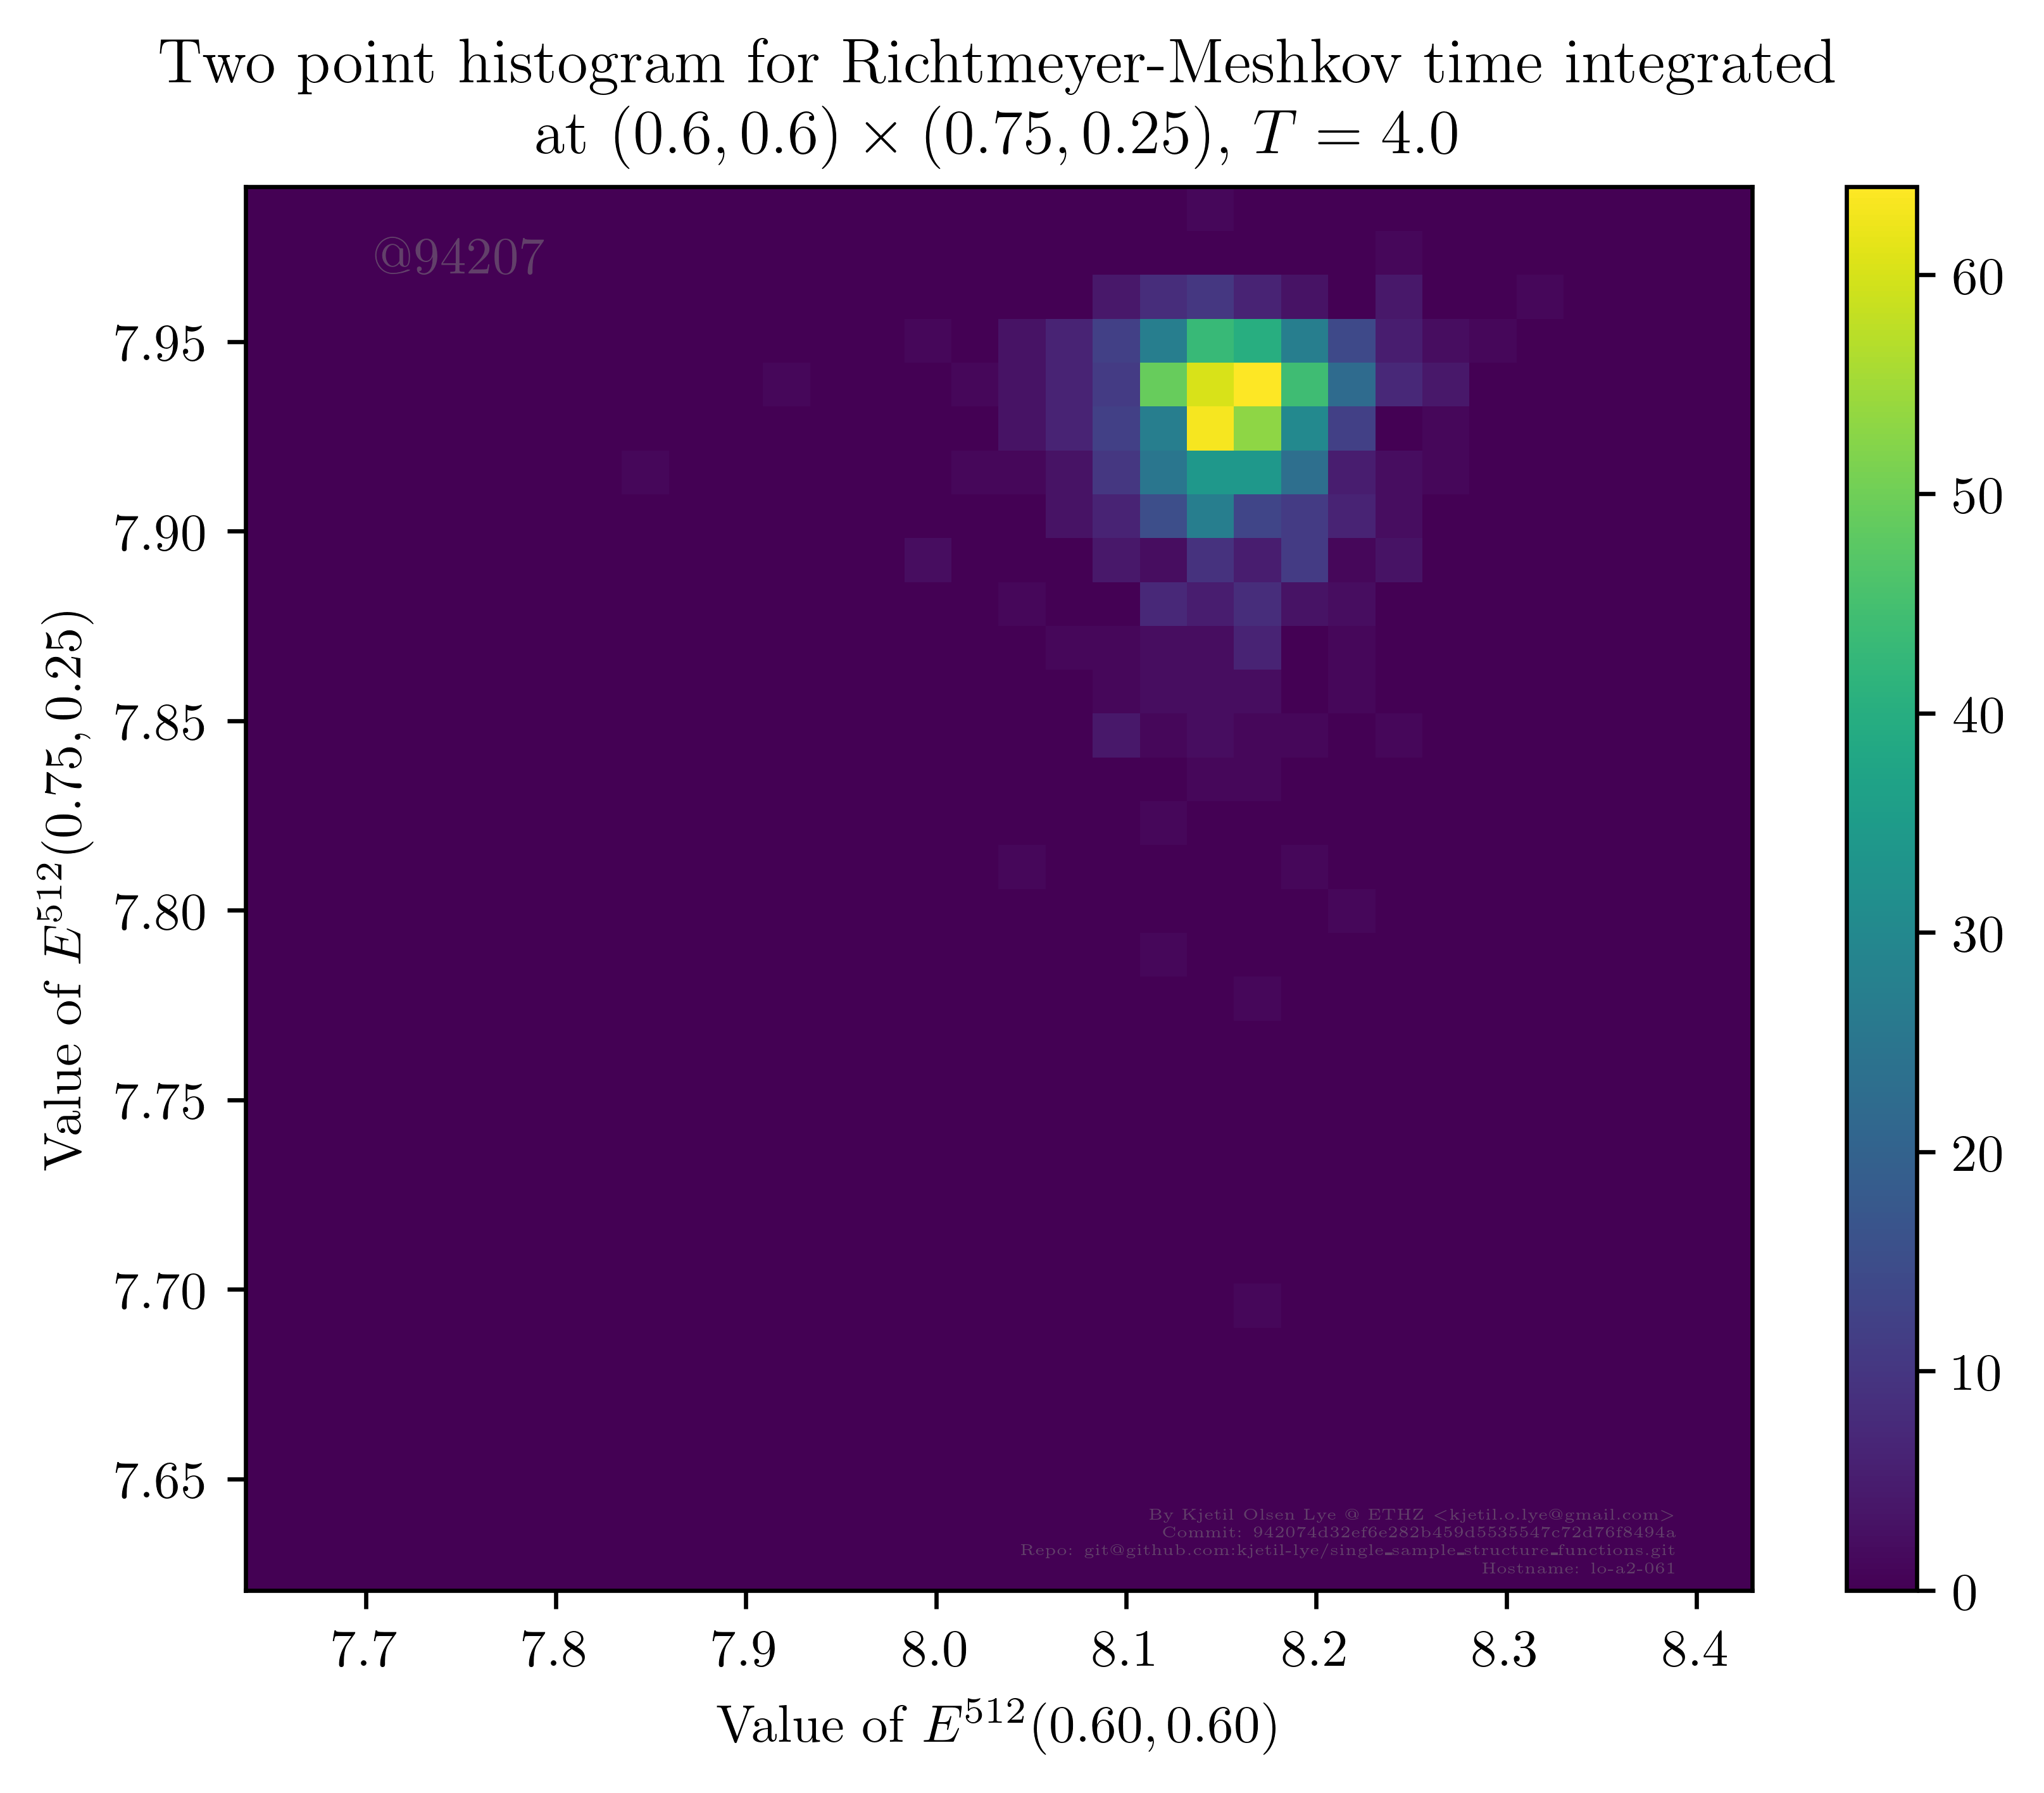 Two point histogram for Richtmeyer-Meshkov time integrated
at (0.6, 0.6) × (0.75, 0.25), T = 4.0
@94207
7.95
7.90
7.85
7.80
7.75
7.70
7.65
Value of E^512(0.75, 0.25)
7.7 7.8 7.9 8.0 8.1 8.2 8.3 8.4
Value of E^512(0.60, 0.60)
60
50
40
30
20
10
0
By Kjetil Olsen Lye @ ETHZ <kjetil.o.lye@gmail.com>
Commit: 942074d32ef6e282b459d5535547c72d76f8494a
Repo: git@github.com:kjetil-lye/single_sample_structure_functions.git
Hostname: lo-a2-061